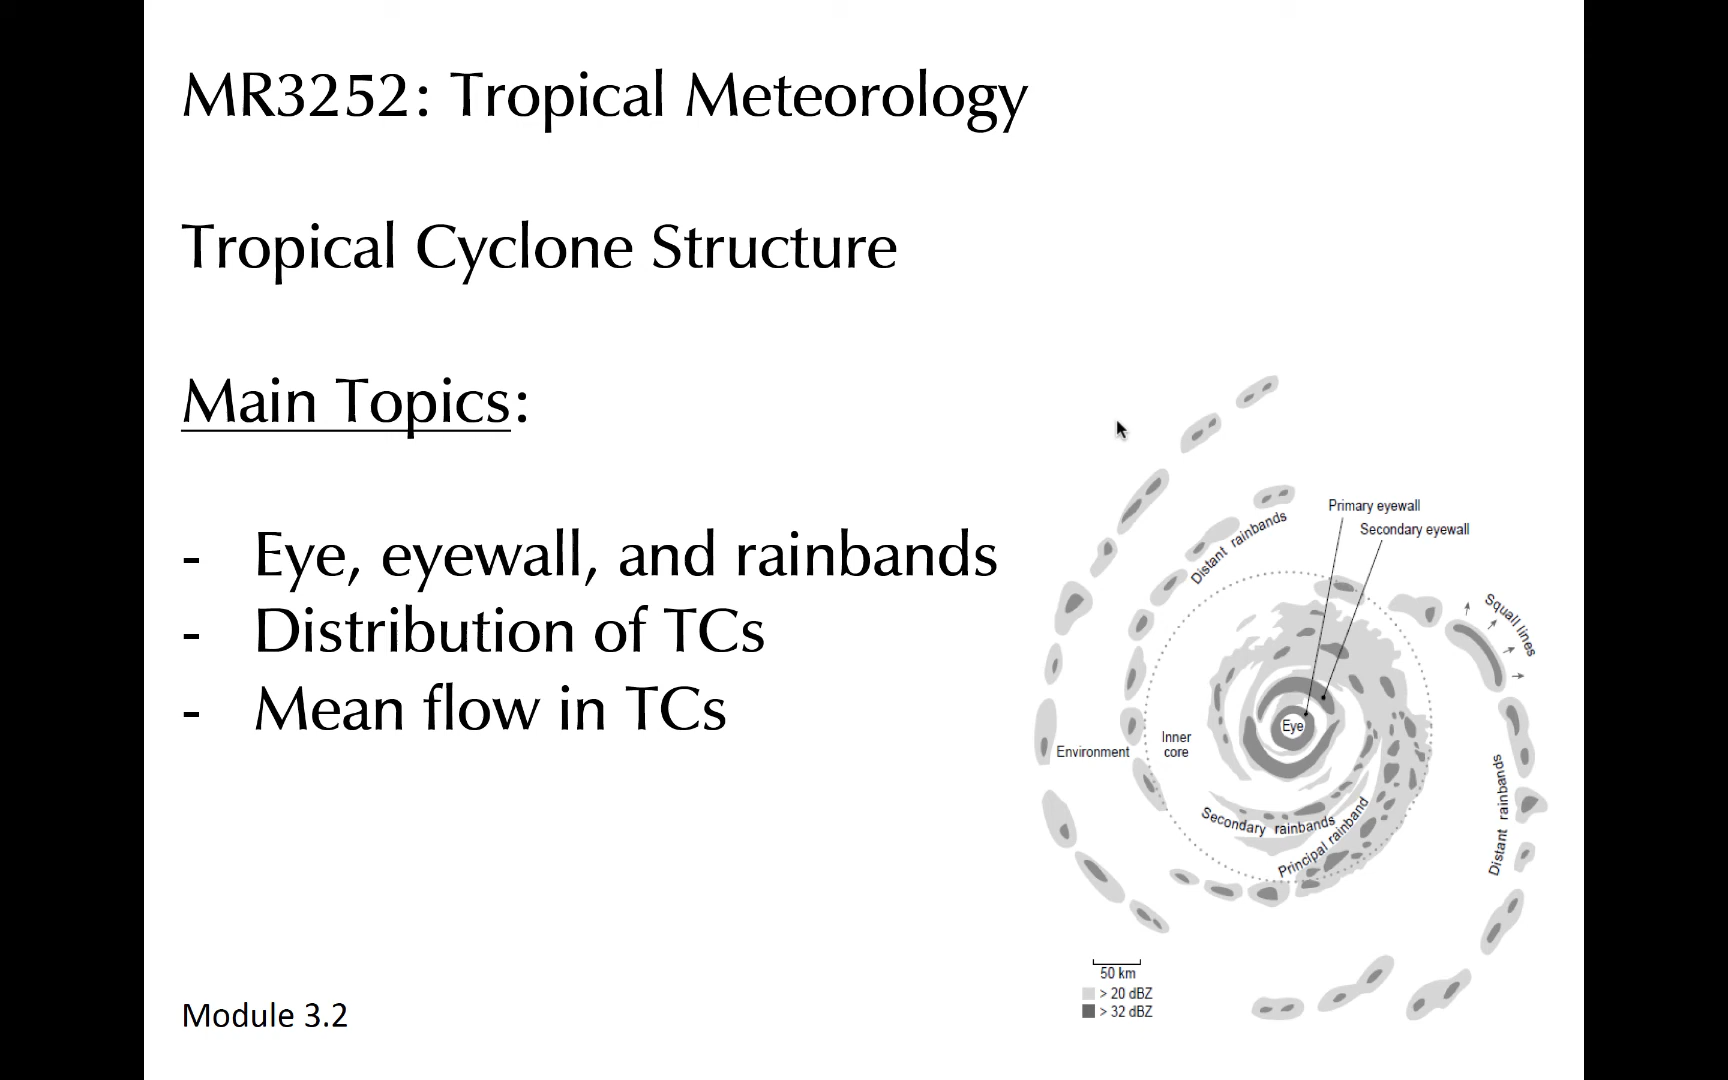 MR3252: Tropical Meteorology
Tropical Cyclone Structure
Main Topics:
- Eye, eyewall, and rainbands
- Distribution of TCs
- Mean flow in TCs
Module 3.2
Primary eyewall
Secondary eyewall
Distant rainbands
Squall lines
Eye
Inner
core
Environment
Secondary rainbands
Principal rainband
Distant rainbands
50 km
> 20 dBZ
> 32 dBZ